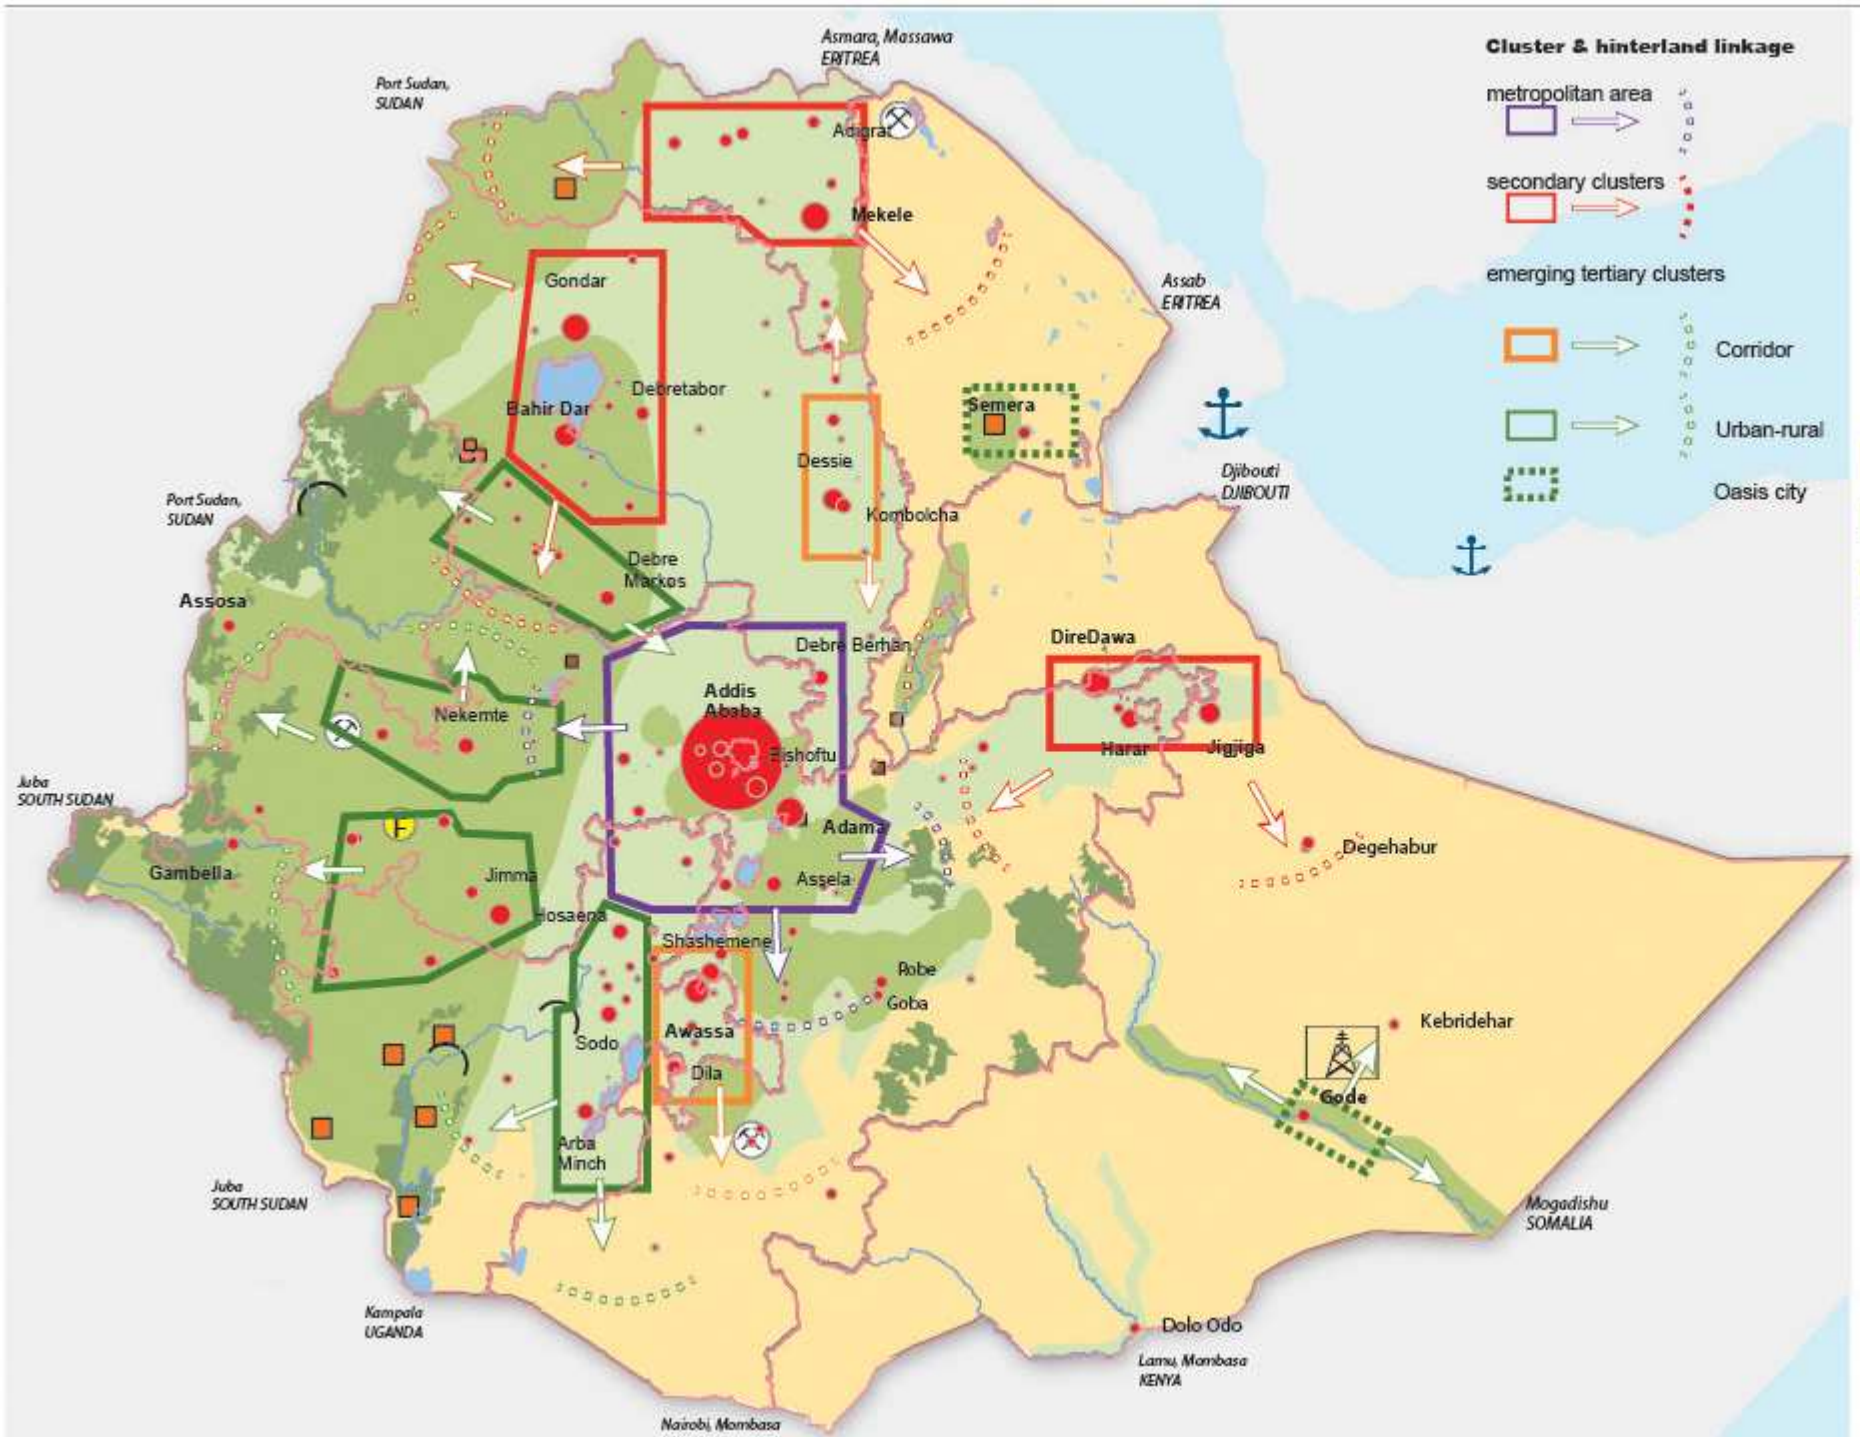 Asmara, Massawa
ERITREA
Port Sudan,
SUDAN
Cluster & hinterland linkage
metropolitan area
secondary clusters
emerging tertiary clusters
Corridor
Urban-rural
Oasis city
Adigrat
Mekele
Gondar
Assab
ERITREA
Debretabor
Bahir Dar
Semera
Dessie
Kombolcha
Djibouti
DJIBOUTI
Port Sudan,
SUDAN
Debre
Markos
Assosa
Debre Berhan
DireDawa
Addis
Ababa
Nekemte
Bishoftu
Harar
Jigjiga
Juba
SOUTH SUDAN
Adama
Degehabur
Gambella
F
Jimma
Assela
Hosaena
Shashemene
Robe
Goba
Awassa
Sodo
Kebridehar
Dila
Gode
Arba
Minch
Juba
SOUTH SUDAN
Mogadishu
SOMALIA
Kampala
UGANDA
Dolo Odo
Lamu, Mombasa
KENYA
Nairobi, Mombasa